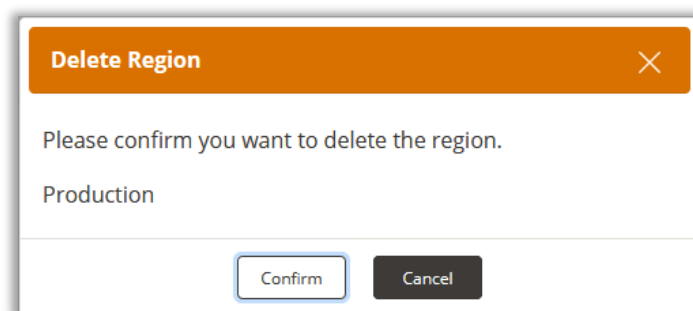 Delete Region
Please confirm you want to delete the region.
Production
Confirm
Cancel